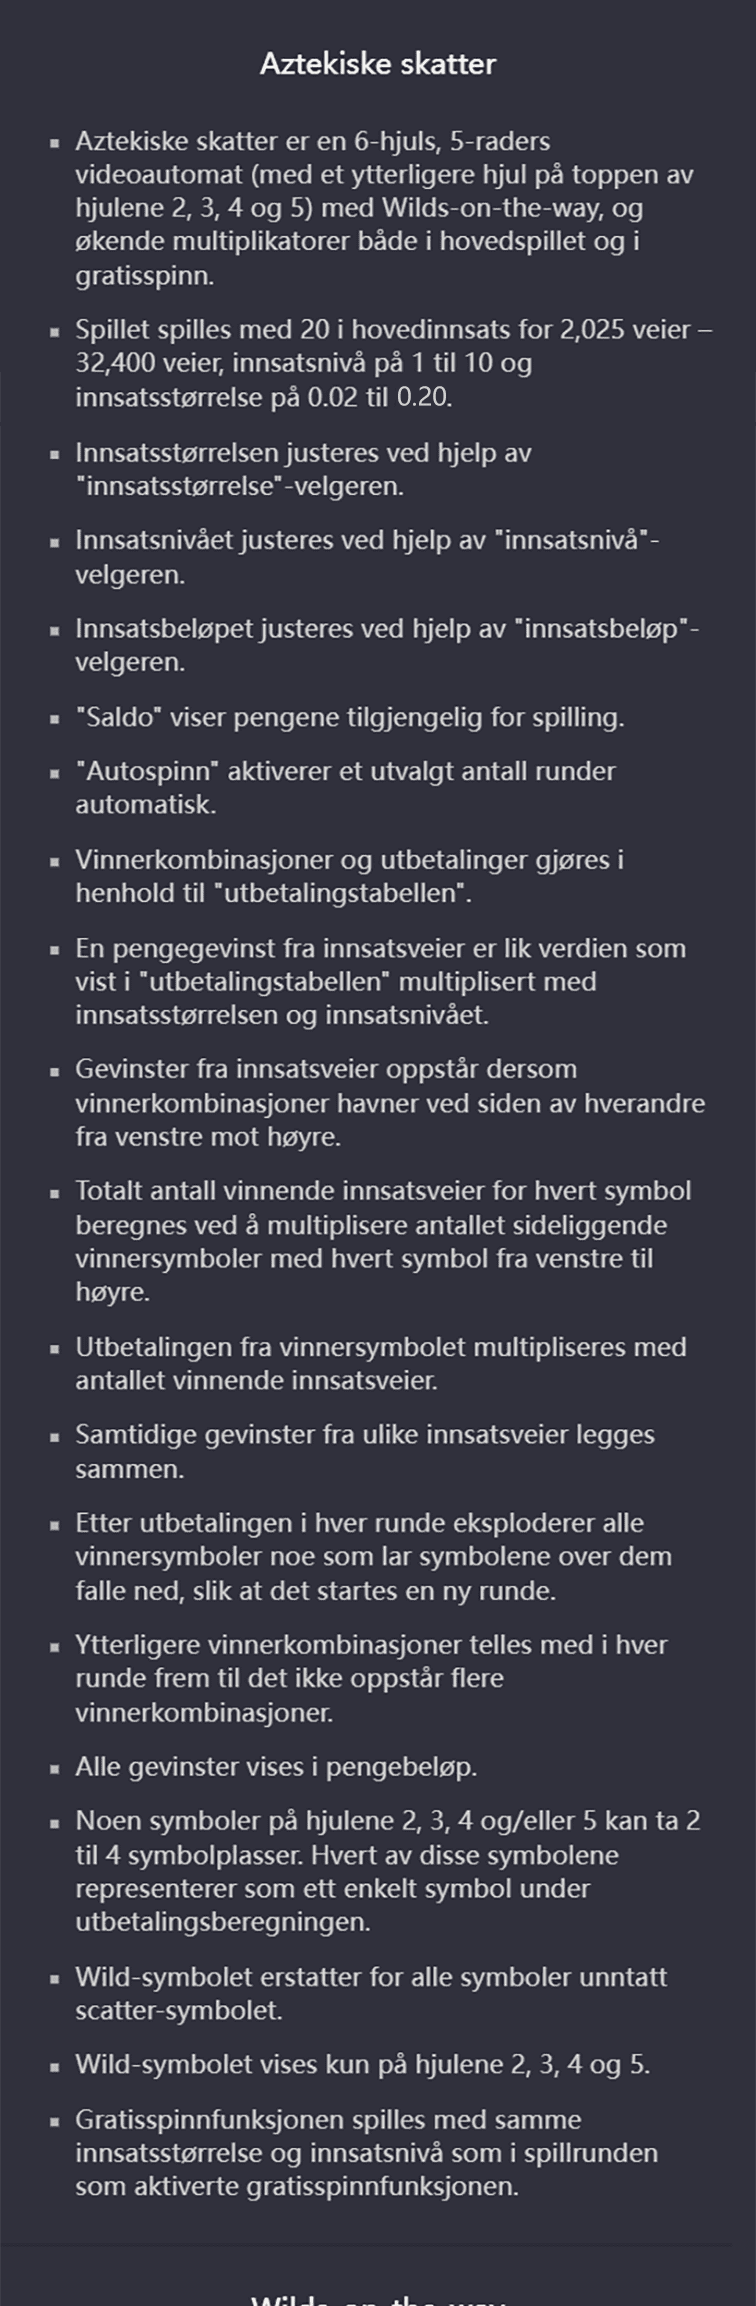 Aztekiske skatter
▪ Aztekiske skatter er en 6-hjuls, 5-raders
videoautomat (med et ytterligere hjul på toppen av
hjulene 2, 3, 4 og 5) med Wilds-on-the-way, og
økende multiplikatorer både i hovedspillet og i
gratisspinn.
▪ Spillet spilles med 20 i hovedinnsats for 2,025 veier –
32,400 veier, innsatsnivå på 1 til 10 og
innsatsstørrelse på 0.02 til 0.20.
▪ Innsatsstørrelsen justeres ved hjelp av
"innsatsstørrelse"-velgeren.
▪ Innsatsnivået justeres ved hjelp av "innsatsnivå"-
velgeren.
▪ Innsatsbeløpet justeres ved hjelp av "innsatsbeløp"-
velgeren.
▪ "Saldo" viser pengene tilgjengelig for spilling.
▪ "Autospinn" aktiverer et utvalgt antall runder
automatisk.
▪ Vinnerkombinasjoner og utbetalinger gjøres i
henhold til "utbetalingstabellen".
▪ En pengegevinst fra innsatsveier er lik verdien som
vist i "utbetalingstabellen" multiplisert med
innsatsstørrelsen og innsatsnivået.
▪ Gevinster fra innsatsveier oppstår dersom
vinnerkombinasjoner havner ved siden av hverandre
fra venstre mot høyre.
▪ Totalt antall vinnende innsatsveier for hvert symbol
beregnes ved å multiplisere antallet sideliggende
vinnersymboler med hvert symbol fra venstre til
høyre.
▪ Utbetalingen fra vinnersymbolet multipliseres med
antallet vinnende innsatsveier.
▪ Samtidige gevinster fra ulike innsatsveier legges
sammen.
▪ Etter utbetalingen i hver runde eksploderer alle
vinnersymboler noe som lar symbolene over dem
falle ned, slik at det startes en ny runde.
▪ Ytterligere vinnerkombinasjoner telles med i hver
runde frem til det ikke oppstår flere
vinnerkombinasjoner.
▪ Alle gevinster vises i pengebeløp.
▪ Noen symboler på hjulene 2, 3, 4 og/eller 5 kan ta 2
til 4 symbolplasser. Hvert av disse symbolene
representerer som ett enkelt symbol under
utbetalingsberegningen.
▪ Wild-symbolet erstatter for alle symboler unntatt
scatter-symbolet.
▪ Wild-symbolet vises kun på hjulene 2, 3, 4 og 5.
▪ Gratisspinnfunksjonen spilles med samme
innsatsstørrelse og innsatsnivå som i spillrunden
som aktiverte gratisspinnfunksjonen.
Wilds-on-the-way